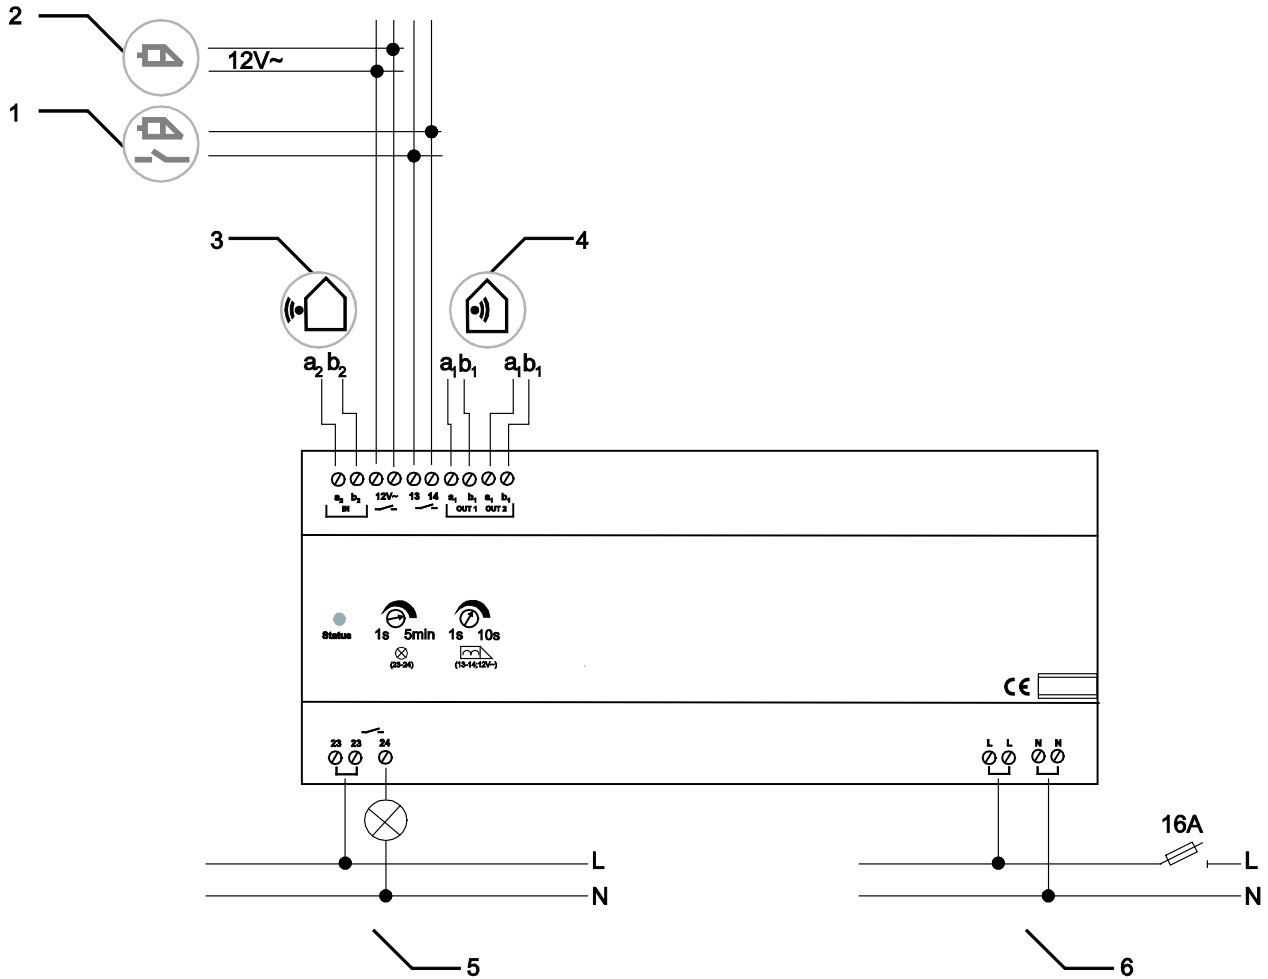 2
12V~
1
3
4
a2 b2
a1 b1
a1 b1
a2 b2 12V~ 13 14 a1 b1 a1 b1
IN OUT 1 OUT 2
Status
1s 5min
1s 10s
(23-24)
(13-14;12V~)
CE
23 23 24
L L N N
16A
L
L
N
N
5
6